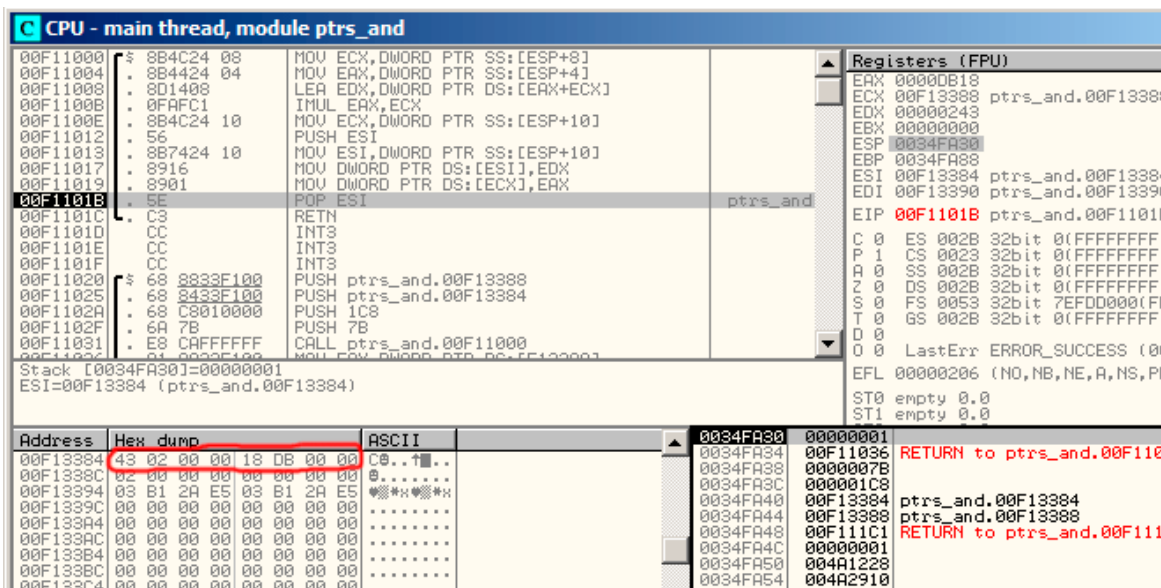 C CPU - main thread, module ptrs_and
00F11000 $ 8B4C24 08 MOV ECX,DWORD PTR SS:[ESP+8]
00F11004 . 8B4424 04 MOV EAX,DWORD PTR SS:[ESP+4]
00F11008 . 8D1408 LEA EDX,DWORD PTR DS:[EAX+ECX]
00F1100B . 0FAFC1 IMUL EAX,ECX
00F1100E . 8B4C24 10 MOV ECX,DWORD PTR SS:[ESP+10]
00F11012 . 56 PUSH ESI
00F11013 . 8B7424 10 MOV ESI,DWORD PTR SS:[ESP+10]
00F11017 . 8916 MOV DWORD PTR DS:[ESI],EDX
00F11019 . 8901 MOV DWORD PTR DS:[ECX],EAX
00F1101B . 5E POP ESI ptrs_and
00F1101C . C3 RETN
00F1101D CC INT3
00F1101E CC INT3
00F1101F CC INT3
00F11020 $ 68 8833F100 PUSH ptrs_and.00F13388
00F11025 . 68 8433F100 PUSH ptrs_and.00F13384
00F1102A . 68 C8010000 PUSH 1C8
00F1102F . 6A 7B PUSH 7B
00F11031 . E8 CAFFFFFF CALL ptrs_and.00F11000
Registers (FPU)
EAX 0000DB18
ECX 00F13388 ptrs_and.00F13388
EDX 00000243
EBX 00000000
ESP 0034FA30
EBP 0034FA88
ESI 00F13384 ptrs_and.00F13384
EDI 00F13390 ptrs_and.00F13390
EIP 00F1101B ptrs_and.00F1101
C 0 ES 002B 32bit 0(FFFFFFFF
P 1 CS 0023 32bit 0(FFFFFFFF
A 0 SS 002B 32bit 0(FFFFFFFF
Z 0 DS 002B 32bit 0(FFFFFFFF
S 0 FS 0053 32bit 7EFDD000(F
T 0 GS 002B 32bit 0(FFFFFFFF
D 0
O 0 LastErr ERROR_SUCCESS (0
EFL 00000206 (NO,NB,NE,A,NS,P
ST0 empty 0.0
ST1 empty 0.0
Stack [0034FA30]=00000001
ESI=00F13384 (ptrs_and.00F13384)
Address Hex dump ASCII
00F13384 43 02 00 00 18 DB 00 00 C☻..↑█..
00F1338C 02 00 00 00 00 00 00 00 ☻.......
00F13394 03 B1 2A E5 03 B1 2A E5 ♥▒*x♥▒*x
00F1339C 00 00 00 00 00 00 00 00 ........
00F133A4 00 00 00 00 00 00 00 00 ........
00F133AC 00 00 00 00 00 00 00 00 ........
00F133B4 00 00 00 00 00 00 00 00 ........
00F133BC 00 00 00 00 00 00 00 00 ........
00F133C4 00 00 00 00 00 00 00 00
0034FA30 00000001
0034FA34 00F11036 RETURN to ptrs_and.00F110
0034FA38 0000007B
0034FA3C 000001C8
0034FA40 00F13384 ptrs_and.00F13384
0034FA44 00F13388 ptrs_and.00F13388
0034FA48 00F111C1 RETURN to ptrs_and.00F111
0034FA4C 00000001
0034FA50 004A1228
0034FA54 004A2910